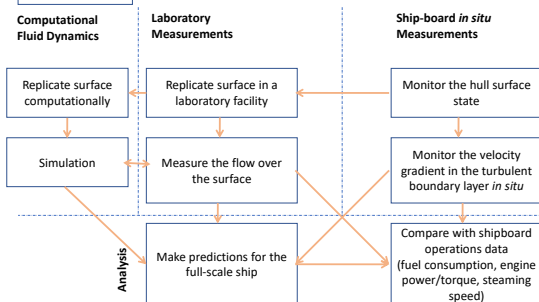 Computational
Fluid Dynamics
Laboratory
Measurements
Ship-board in situ
Measurements
Replicate surface
computationally
Replicate surface in a
laboratory facility
Monitor the hull surface
state
Simulation
Measure the flow over
the surface
Monitor the velocity
gradient in the turbulent
boundary layer in situ
Analysis
Make predictions for the
full-scale ship
Compare with shipboard
operations data
(fuel consumption, engine
power/torque, steaming
speed)